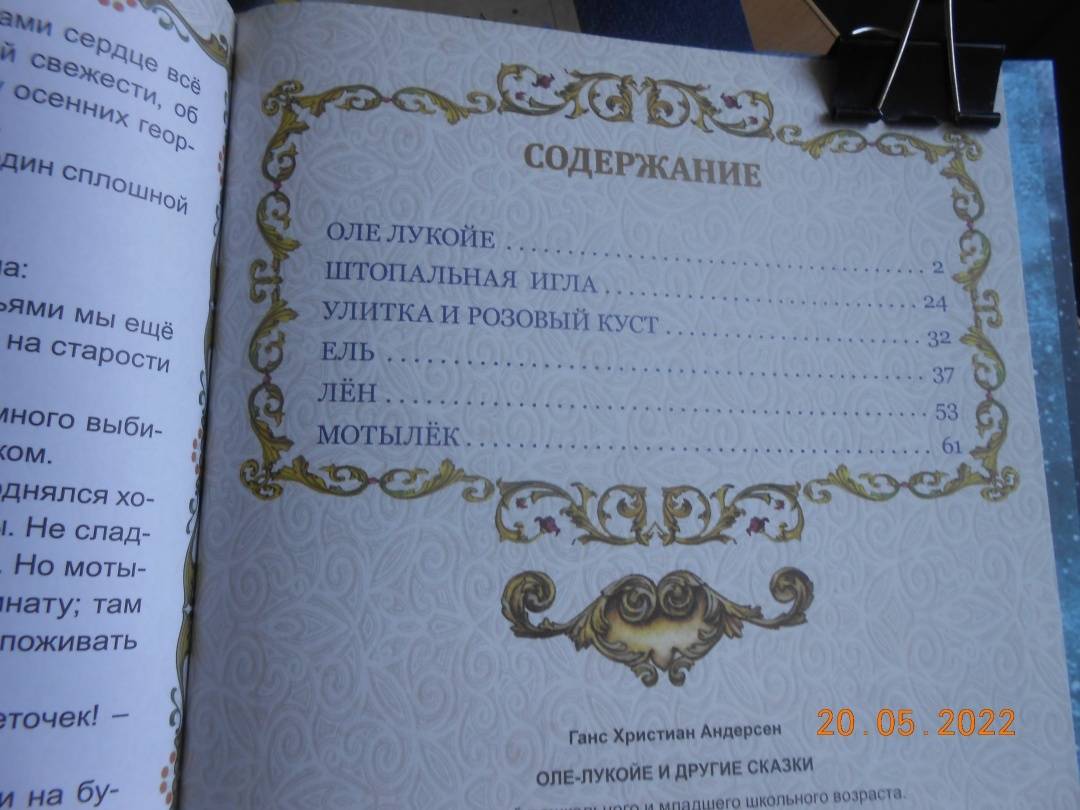 ами сердце всё
й свежести, об
у осенних геор-
один сплошной
а:
ьями мы ещё
на старости
много выби-
ком.
однялся хо-
ы. Не слад-
. Но моты-
нату; там
поживать
еточек! –
и на бу-
СОДЕРЖАНИЕ
ОЛЕ ЛУКОЙЕ . . . . . . . . . . . . . . . . . . . . 2
ШТОПАЛЬНАЯ ИГЛА . . . . . . . . . . . . . . . . . . . . 24
УЛИТКА И РОЗОВЫЙ КУСТ . . . . . . . . . . . . . . . . . . . . 32
ЕЛЬ . . . . . . . . . . . . . . . . . . . . 37
ЛЁН . . . . . . . . . . . . . . . . . . . . 53
МОТЫЛЁК . . . . . . . . . . . . . . . . . . . . 61
Ганс Христиан Андерсен
ОЛЕ-ЛУКОЙЕ И ДРУГИЕ СКАЗКИ
и младшего школьного возраста.
20.05.2022